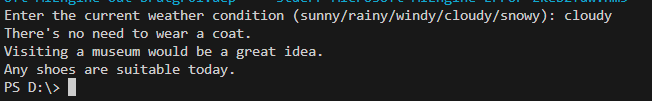 Enter the current weather condition (sunny/rainy/windy/cloudy/snowy): cloudy
There's no need to wear a coat.
Visiting a museum would be a great idea.
Any shoes are suitable today.
PS D:\>